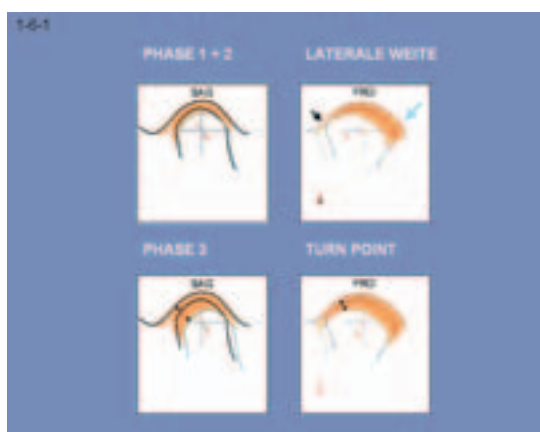 1-6-1
PHASE 1 + 2
LATERALE WEITE
SAG
FRO
PHASE 3
TURN POINT
SAG
FRO